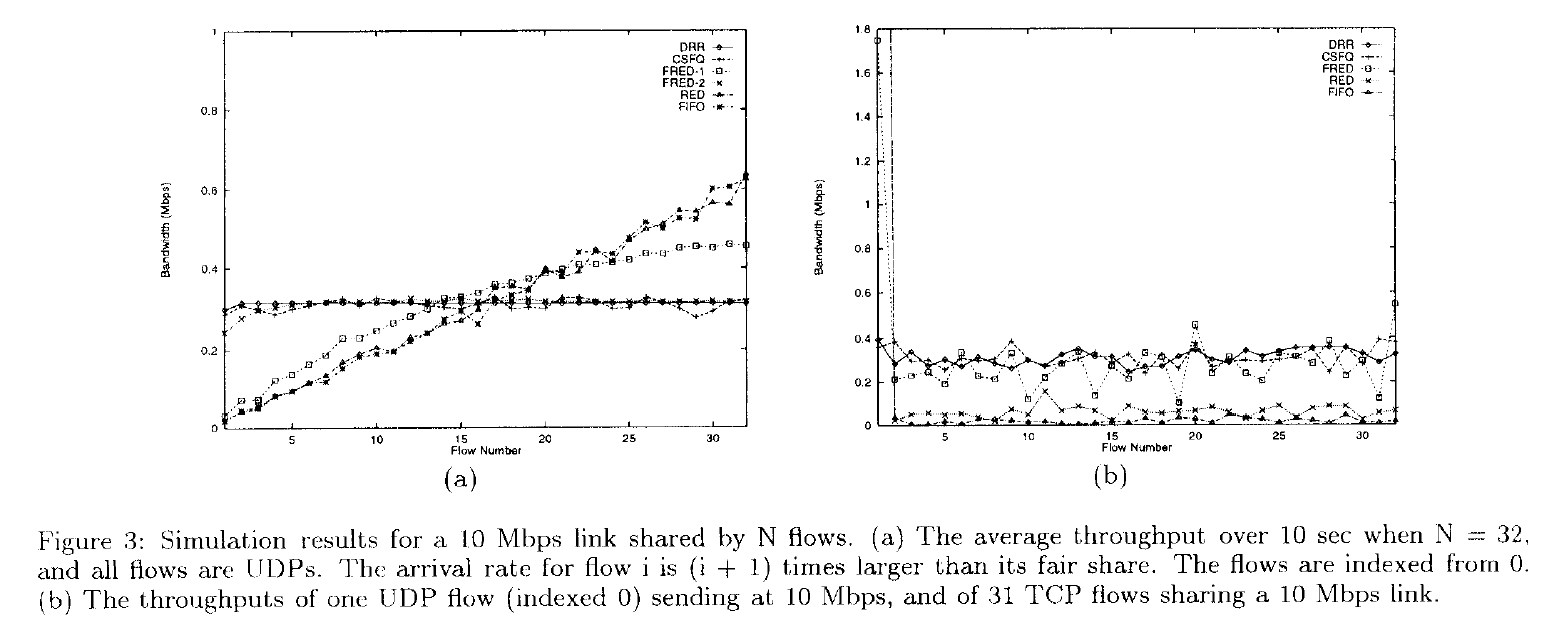 1
0.8
0.6
0.4
0.2
0
Bandwidth (Mbps)
DRR
CSFQ
FRED-1
FRED-2
RED
FIFO
5 10 15 20 25 30
Flow Number
(a)
1.8
1.6
1.4
1.2
1
0.8
0.6
0.4
0.2
0
Bandwidth (Mbps)
DRR
CSFQ
FRED
RED
FIFO
5 10 15 20 25 30
Flow Number
(b)
Figure 3: Simulation results for a 10 Mbps link shared by N flows. (a) The average throughput over 10 sec when N = 32,
and all flows are UDPs. The arrival rate for flow i is (i + 1) times larger than its fair share. The flows are indexed from 0.
(b) The throughputs of one UDP flow (indexed 0) sending at 10 Mbps, and of 31 TCP flows sharing a 10 Mbps link.